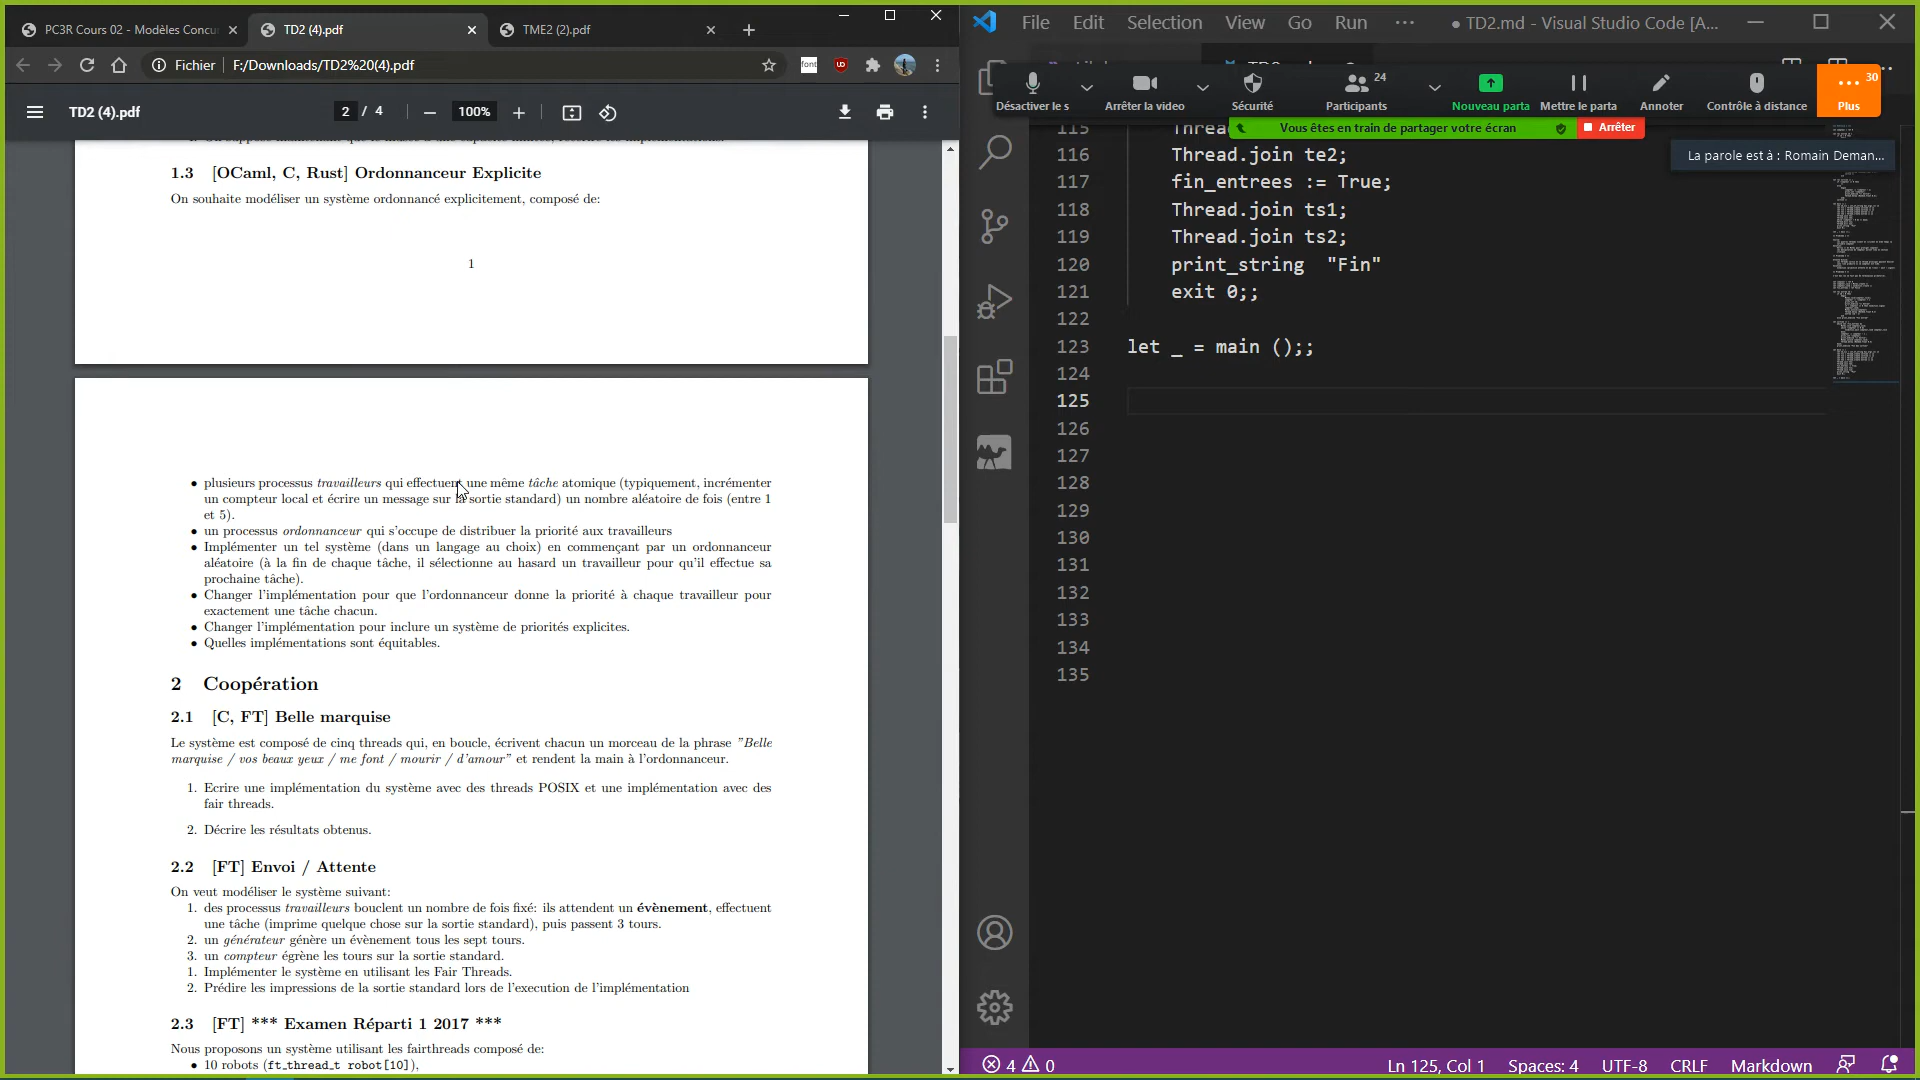 PC3R Cours 02 - Modèles Concu
TD2 (4).pdf
TME2 (2).pdf
Fichier
F:/Downloads/TD2%20(4).pdf
font
TD2 (4).pdf
2 / 4
100%
1.3 [OCaml, C, Rust] Ordonnanceur Explicite
On souhaite modéliser un système ordonnancé explicitement, composé de:
1
• plusieurs processus travailleurs qui effectuent une même tâche atomique (typiquement, incrémenter
un compteur local et écrire un message sur la sortie standard) un nombre aléatoire de fois (entre 1
et 5).
• un processus ordonnanceur qui s'occupe de distribuer la priorité aux travailleurs
• Implémenter un tel système (dans un langage au choix) en commençant par un ordonnanceur
aléatoire (à la fin de chaque tâche, il sélectionne au hasard un travailleur pour qu'il effectue sa
prochaine tâche).
• Changer l'implémentation pour que l'ordonnanceur donne la priorité à chaque travailleur pour
exactement une tâche chacun.
• Changer l'implémentation pour inclure un système de priorités explicites.
• Quelles implémentations sont équitables.
2 Coopération
2.1 [C, FT] Belle marquise
Le système est composé de cinq threads qui, en boucle, écrivent chacun un morceau de la phrase "Belle
marquise / vos beaux yeux / me font / mourir / d'amour" et rendent la main à l'ordonnanceur.
1. Ecrire une implémentation du système avec des threads POSIX et une implémentation avec des
fair threads.
2. Décrire les résultats obtenus.
2.2 [FT] Envoi / Attente
On veut modéliser le système suivant:
1. des processus travailleurs bouclent un nombre de fois fixé: ils attendent un évènement, effectuent
une tâche (imprime quelque chose sur la sortie standard), puis passent 3 tours.
2. un générateur génère un évènement tous les sept tours.
3. un compteur égrène les tours sur la sortie standard.
1. Implémenter le système en utilisant les Fair Threads.
2. Prédire les impressions de la sortie standard lors de l'execution de l'implémentation
2.3 [FT] *** Examen Réparti 1 2017 ***
Nous proposons un système utilisant les fairthreads composé de:
• 10 robots (ft_thread_t robot[10]),
File Edit Selection View Go Run ···
● TD2.md - Visual Studio Code [A...
Désactiver le s
Arrêter la vidéo
Sécurité
24
Participants
Nouveau parta
Mettre le parta
Annoter
Contrôle à distance
30
Plus
Vous êtes en train de partager votre écran
Arrêter
La parole est à : Romain Deman...
115
116 Thread.join te2;
117 fin_entrees := True;
118 Thread.join ts1;
119 Thread.join ts2;
120 print_string "Fin"
121 exit 0;;
122
123 let _ = main ();;
124
125
126
127
128
129
130
131
132
133
134
135
4 0
Ln 125, Col 1
Spaces: 4
UTF-8
CRLF
Markdown